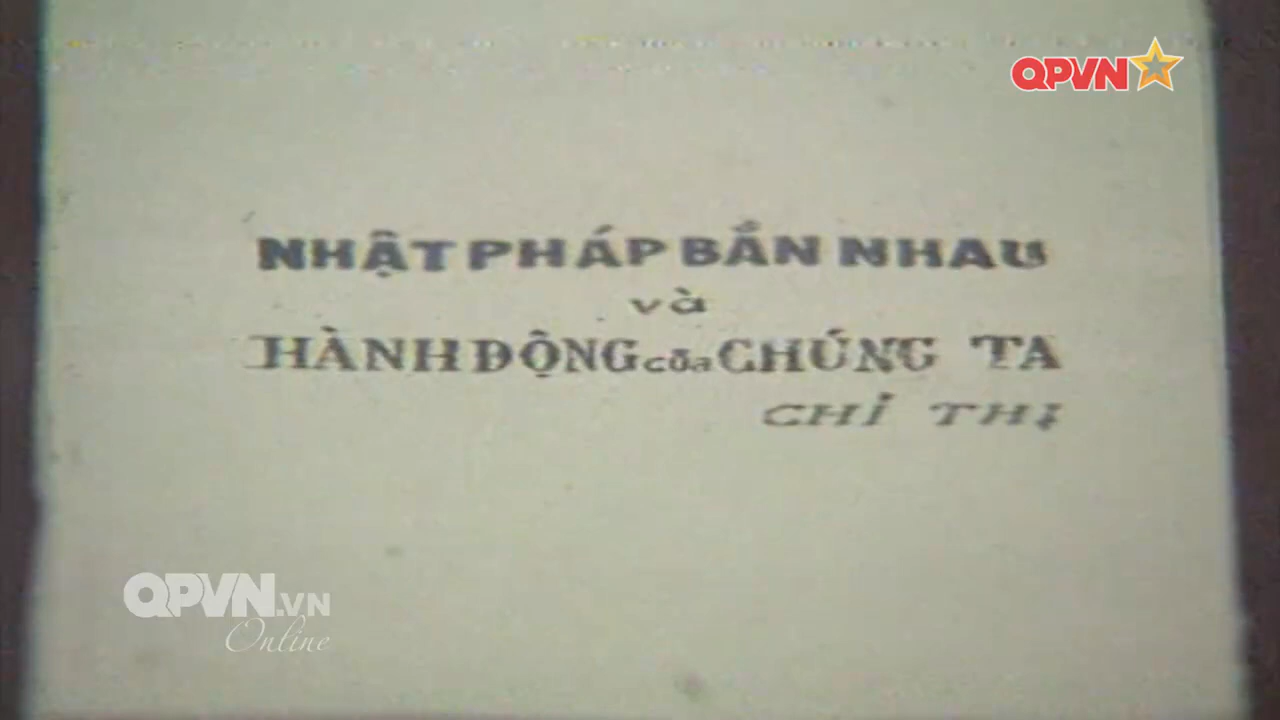 QPVN
NHẬT PHÁP BẮN NHAU
và
HÀNH ĐỘNG của CHÚNG TA
CHỈ THỊ
QPVN.VN
Online